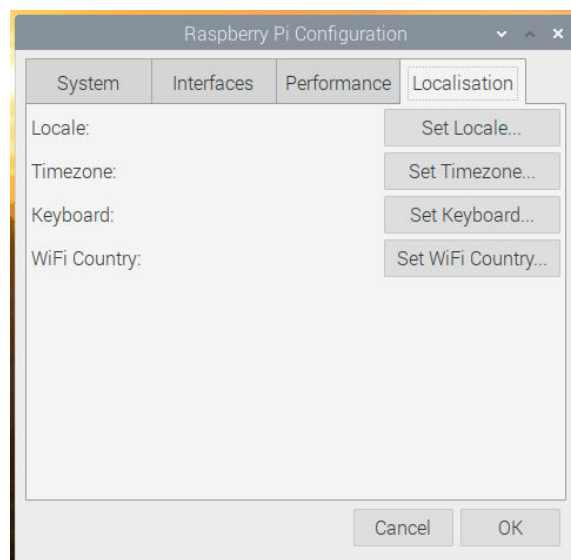 Raspberry Pi Configuration
System Interfaces Performance Localisation
Locale: Set Locale...
Timezone: Set Timezone...
Keyboard: Set Keyboard...
WiFi Country: Set WiFi Country...
Cancel OK